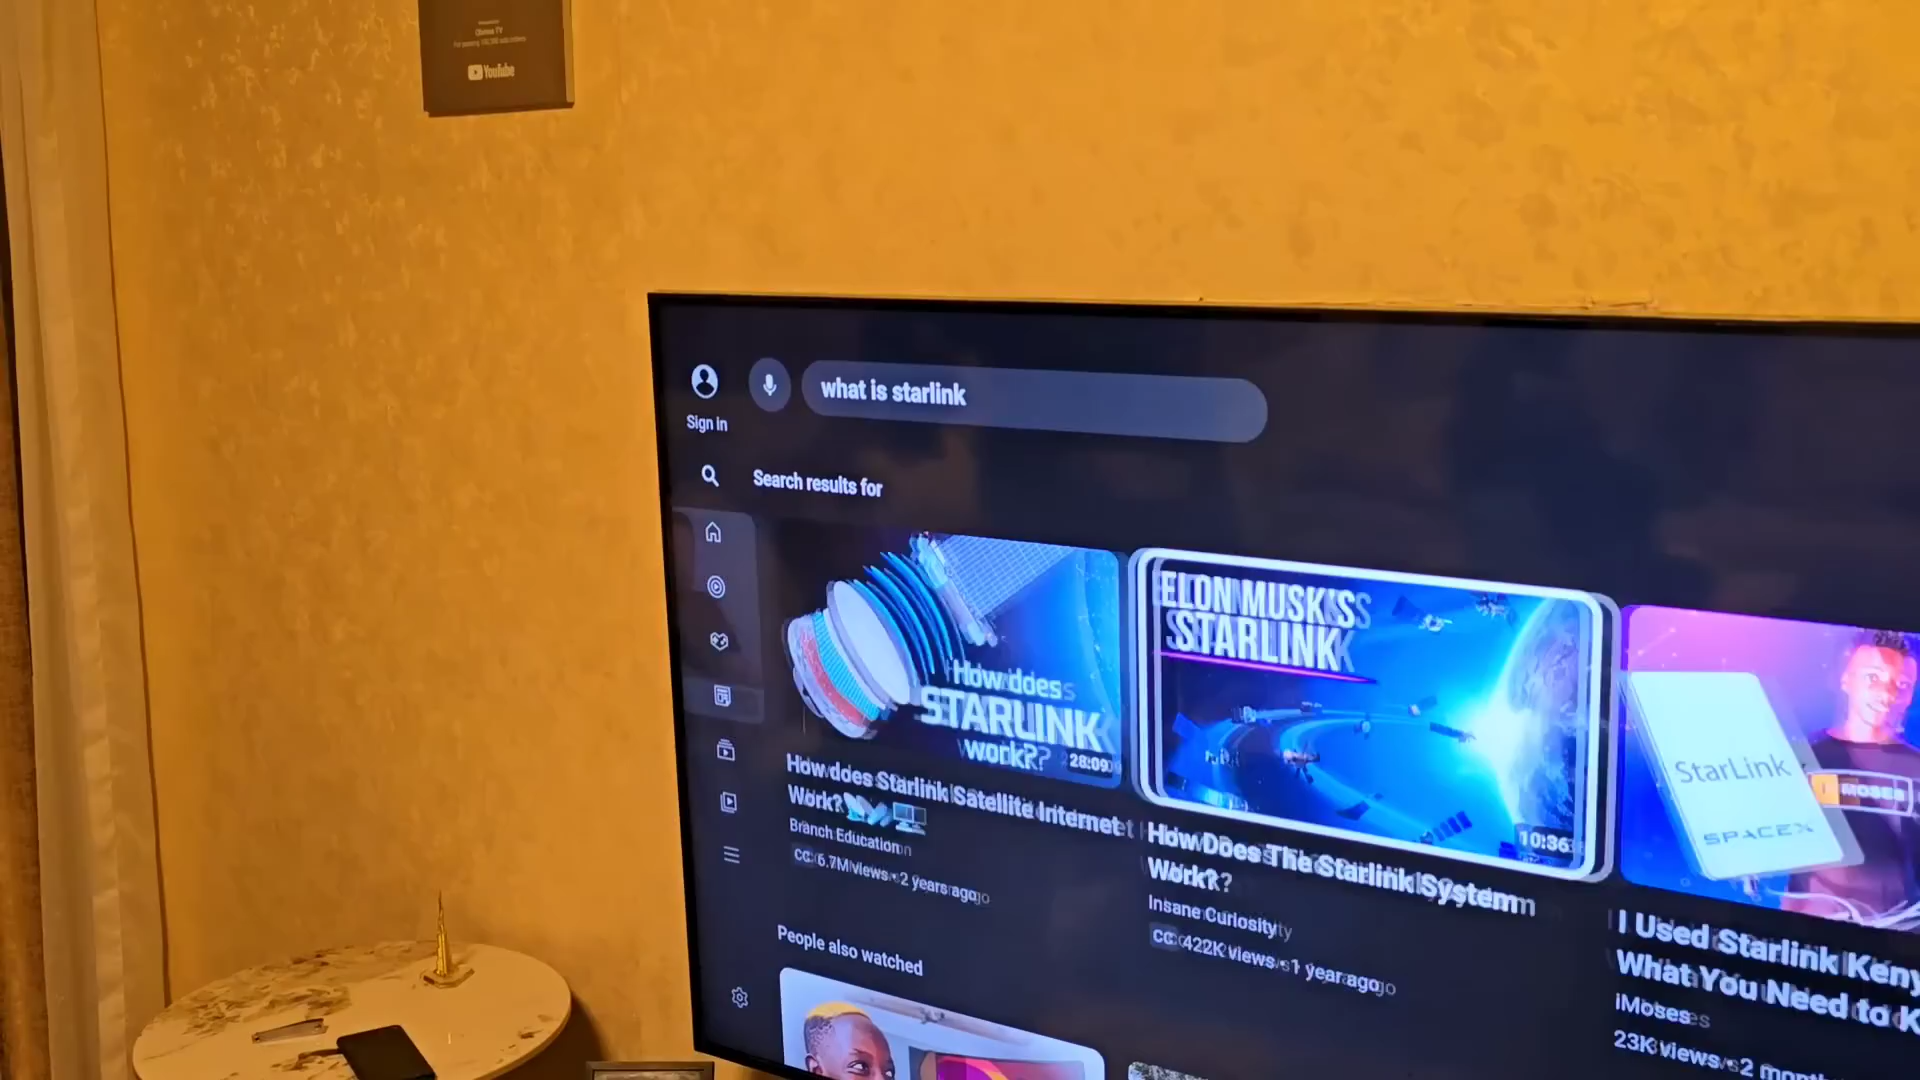 YouTube
what is starlink
Sign in
Search results for
How does
STARLINK
work?
28:09
ELON MUSK'S
STARLINK
10:36
StarLink
SPACEX
MOSES
How does Starlink Satellite Internet
Work?
Branch Education
CC 6.7M views • 2 years ago
How Does The Starlink System
Work?
Insane Curiosity
CC 422K views • 1 year ago
I Used Starlink
What You Need to
iMoses
23K views • 2
People also watched